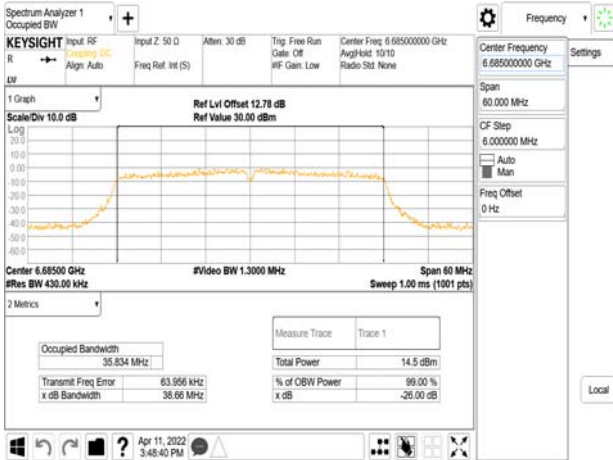 Spectrum Analyzer 1
Occupied BW
Frequency
Settings
KEYSIGHT
R
LXI
Input: RF
Coupling: DC
Align: Auto
Input Z: 50 Ω
Freq Ref: Int (S)
Atten: 30 dB
Trig: Free Run
Gate: Off
#IF Gain: Low
Center Freq: 6.685000000 GHz
Avg|Hold: 10/10
Radio Std: None
Center Frequency
6.685000000 GHz
Span
60.000 MHz
CF Step
6.000000 MHz
Auto
Man
Freq Offset
0 Hz
Local
1 Graph
Scale/Div 10.0 dB
Ref Lvl Offset 12.78 dB
Ref Value 30.00 dBm
Log
20.0
10.0
0.00
-10.0
-20.0
-30.0
-40.0
-50.0
-60.0
Center 6.68500 GHz
#Res BW 430.00 kHz
#Video BW 1.3000 MHz
Span 60 MHz
Sweep 1.00 ms (1001 pts)
2 Metrics
Measure Trace
Trace 1
Occupied Bandwidth
35.834 MHz
Total Power
14.5 dBm
Transmit Freq Error
63.956 kHz
% of OBW Power
99.00 %
x dB Bandwidth
38.66 MHz
x dB
-26.00 dB
?
Apr 11, 2022
3:48:40 PM